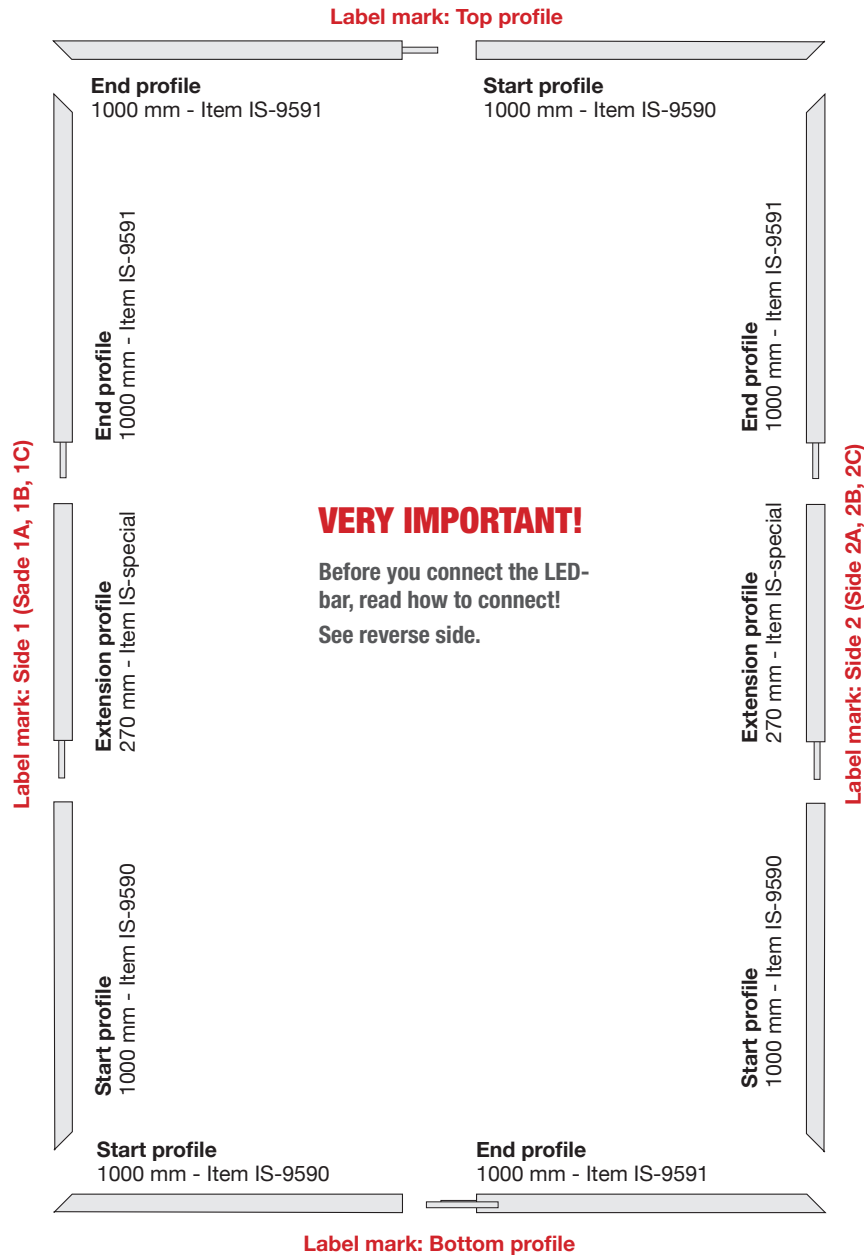 Label mark: Top profile
End profile
1000 mm - Item IS-9591
Start profile
1000 mm - Item IS-9590
End profile
1000 mm - Item IS-9591
End profile
1000 mm - Item IS-9591
Label mark: Side 1 (Sade 1A, 1B, 1C)
Extension profile
270 mm - Item IS-special
VERY IMPORTANT!
Before you connect the LED-
bar, read how to connect!
See reverse side.
Extension profile
270 mm - Item IS-special
Label mark: Side 2 (Side 2A, 2B, 2C)
Start profile
1000 mm - Item IS-9590
Start profile
1000 mm - Item IS-9590
Start profile
1000 mm - Item IS-9590
End profile
1000 mm - Item IS-9591
Label mark: Bottom profile